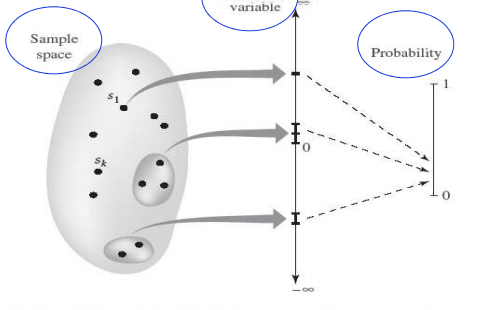 variable
Sample
space
Probability
s1
sk
1
0
0
−∞